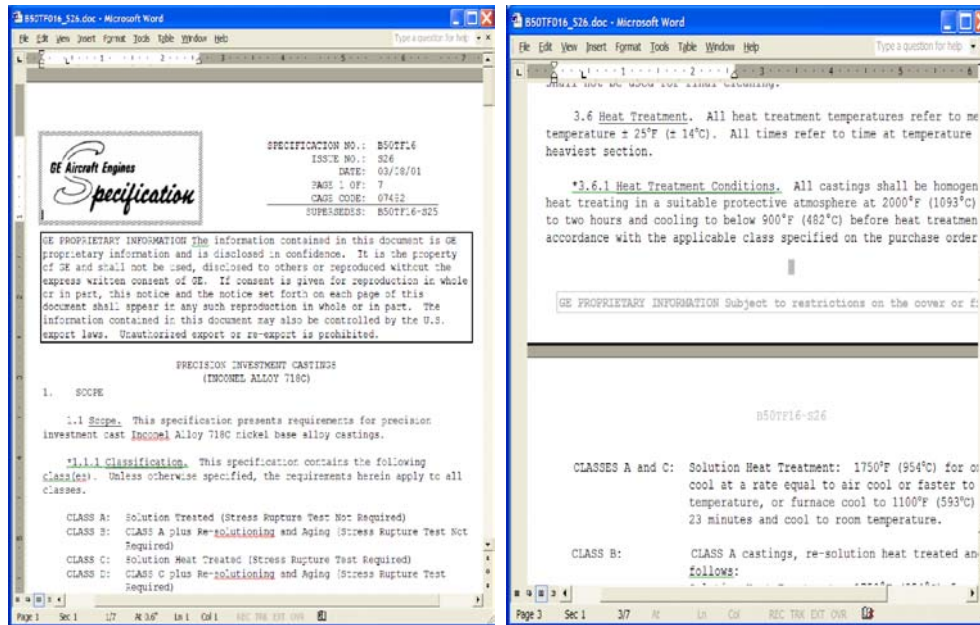 B50TF016_S26.doc - Microsoft Word
File Edit View Insert Format Tools Table Window Help
Type a question for help
GE Aircraft Engines
Specification
SPECIFICATION NO.: B50TF16
ISSUE NO.: S26
DATE:
PAGE 1 OF: 7
CAGE CODE: 07482
SUPERSEDES: B50TF16-S25
GE PROPRIETARY INFORMATION The information contained in this document is GE
proprietary information and is disclosed in confidence. It is the property
of GE and shall not be used, disclosed to others or reproduced without the
express written consent of GE. If consent is given for reproduction in whole
or in part, this notice and the notice set forth on each page of this
document shall appear in any such reproduction in whole or in part. The
information contained in this document may also be controlled by the U.S.
export laws. Unauthorized export or re-export is prohibited.
PRECISION INVESTMENT CASTINGS
(INCONEL ALLOY 718C)
1. SCOPE
1.1 Scope. This specification presents requirements for precision
investment cast Inconel Alloy 718C nickel base alloy castings.
*1.1.1 Classification. This specification contains the following
class(es). Unless otherwise specified, the requirements herein apply to all
classes.
CLASS A: Solution Treated (Stress Rupture Test Not Required)
CLASS B: CLASS A plus Re-solutioning and Aging (Stress Rupture Test Not
Required)
CLASS C: Solution Heat Treated (Stress Rupture Test Required)
CLASS D: CLASS C plus Re-solutioning and Aging (Stress Rupture Test
Required)
Page 1 Sec 1 1/7 At 3.6" Ln 1 Col 1 REC TRK EXT OVR
B50TF016_S26.doc - Microsoft Word
File Edit View Insert Format Tools Table Window Help
Type a question for help
shall not be used for final cleaning.
3.6 Heat Treatment. All heat treatment temperatures refer to me
temperature ± 25°F (± 14°C). All times refer to time at temperature
heaviest section.
*3.6.1 Heat Treatment Conditions. All castings shall be homogen
heat treating in a suitable protective atmosphere at 2000°F (1093°C)
to two hours and cooling to below 900°F (482°C) before heat treatmen
accordance with the applicable class specified on the purchase order
GE PROPRIETARY INFORMATION Subject to restrictions on the cover or fi
B50TF16-S26
CLASSES A and C: Solution Heat Treatment: 1750°F (954°C) for o
cool at a rate equal to air cool or faster to
temperature, or furnace cool to 1100°F (593°C)
23 minutes and cool to room temperature.
CLASS B: CLASS A castings, re-solution heat treated an
follows:
Page 3 Sec 1 3/7 At Ln Col REC TRK EXT OVR